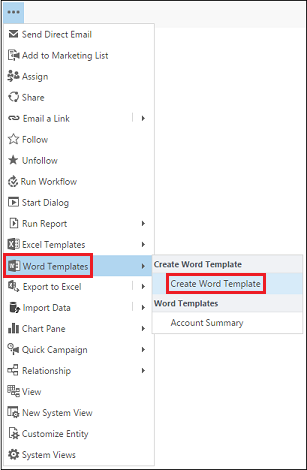 Send Direct Email
Add to Marketing List
Assign
Share
Email a Link
Follow
Unfollow
Run Workflow
Start Dialog
Run Report
Excel Templates
Word Templates
Export to Excel
Import Data
Chart Pane
Quick Campaign
Relationship
View
New System View
Customize Entity
System Views
Create Word Template
Create Word Template
Word Templates
Account Summary